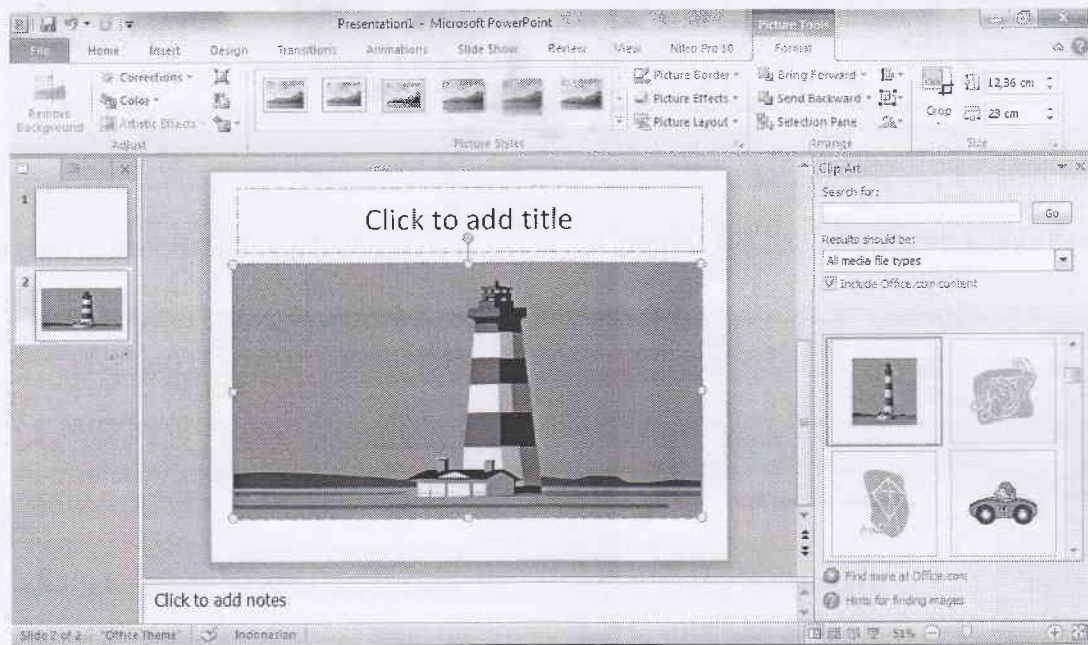 Presentation1 - Microsoft PowerPoint
Picture Tools
File Home Insert Design Transitions Animations Slide Show Review View Nitro Pro 10 Format
Remove Background
Corrections
Color
Artistic Effects
Adjust
Picture Styles
Picture Border
Picture Effects
Picture Layout
Bring Forward
Send Backward
Selection Pane
Arrange
Crop
12,36 cm
23 cm
Size
1
2
Click to add title
Click to add notes
Clip Art
Search for:
Go
Results should be:
All media file types
Include Office.com content
Find more at Office.com
Hints for finding images
Slide 2 of 2 "Office Theme" Indonesian 51%